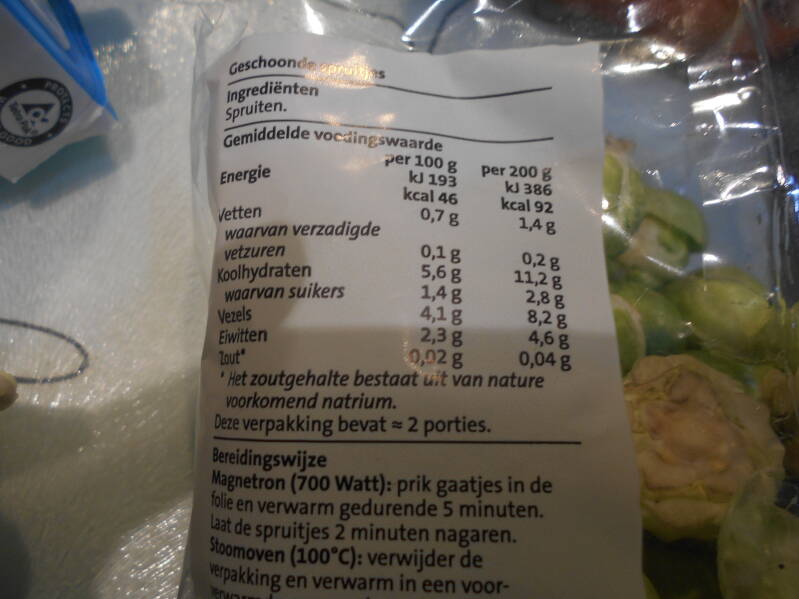 Geschoonde spruitjes
Ingrediënten
Spruiten.
Gemiddelde voedingswaarde
per 100 g per 200 g
Energie kJ 193 kJ 386
kcal 46 kcal 92
Vetten 0,7 g 1,4 g
waarvan verzadigde
vetzuren 0,1 g 0,2 g
Koolhydraten 5,6 g 11,2 g
waarvan suikers 1,4 g 2,8 g
Vezels 4,1 g 8,2 g
Eiwitten 2,3 g 4,6 g
Zout* 0,02 g 0,04 g
* Het zoutgehalte bestaat uit van nature
voorkomend natrium.
Deze verpakking bevat ≈ 2 porties.
Bereidingswijze
Magnetron (700 Watt): prik gaatjes in de
folie en verwarm gedurende 5 minuten.
Laat de spruitjes 2 minuten nagaren.
Stoomoven (100°C): verwijder de
verpakking en verwarm in een voor-